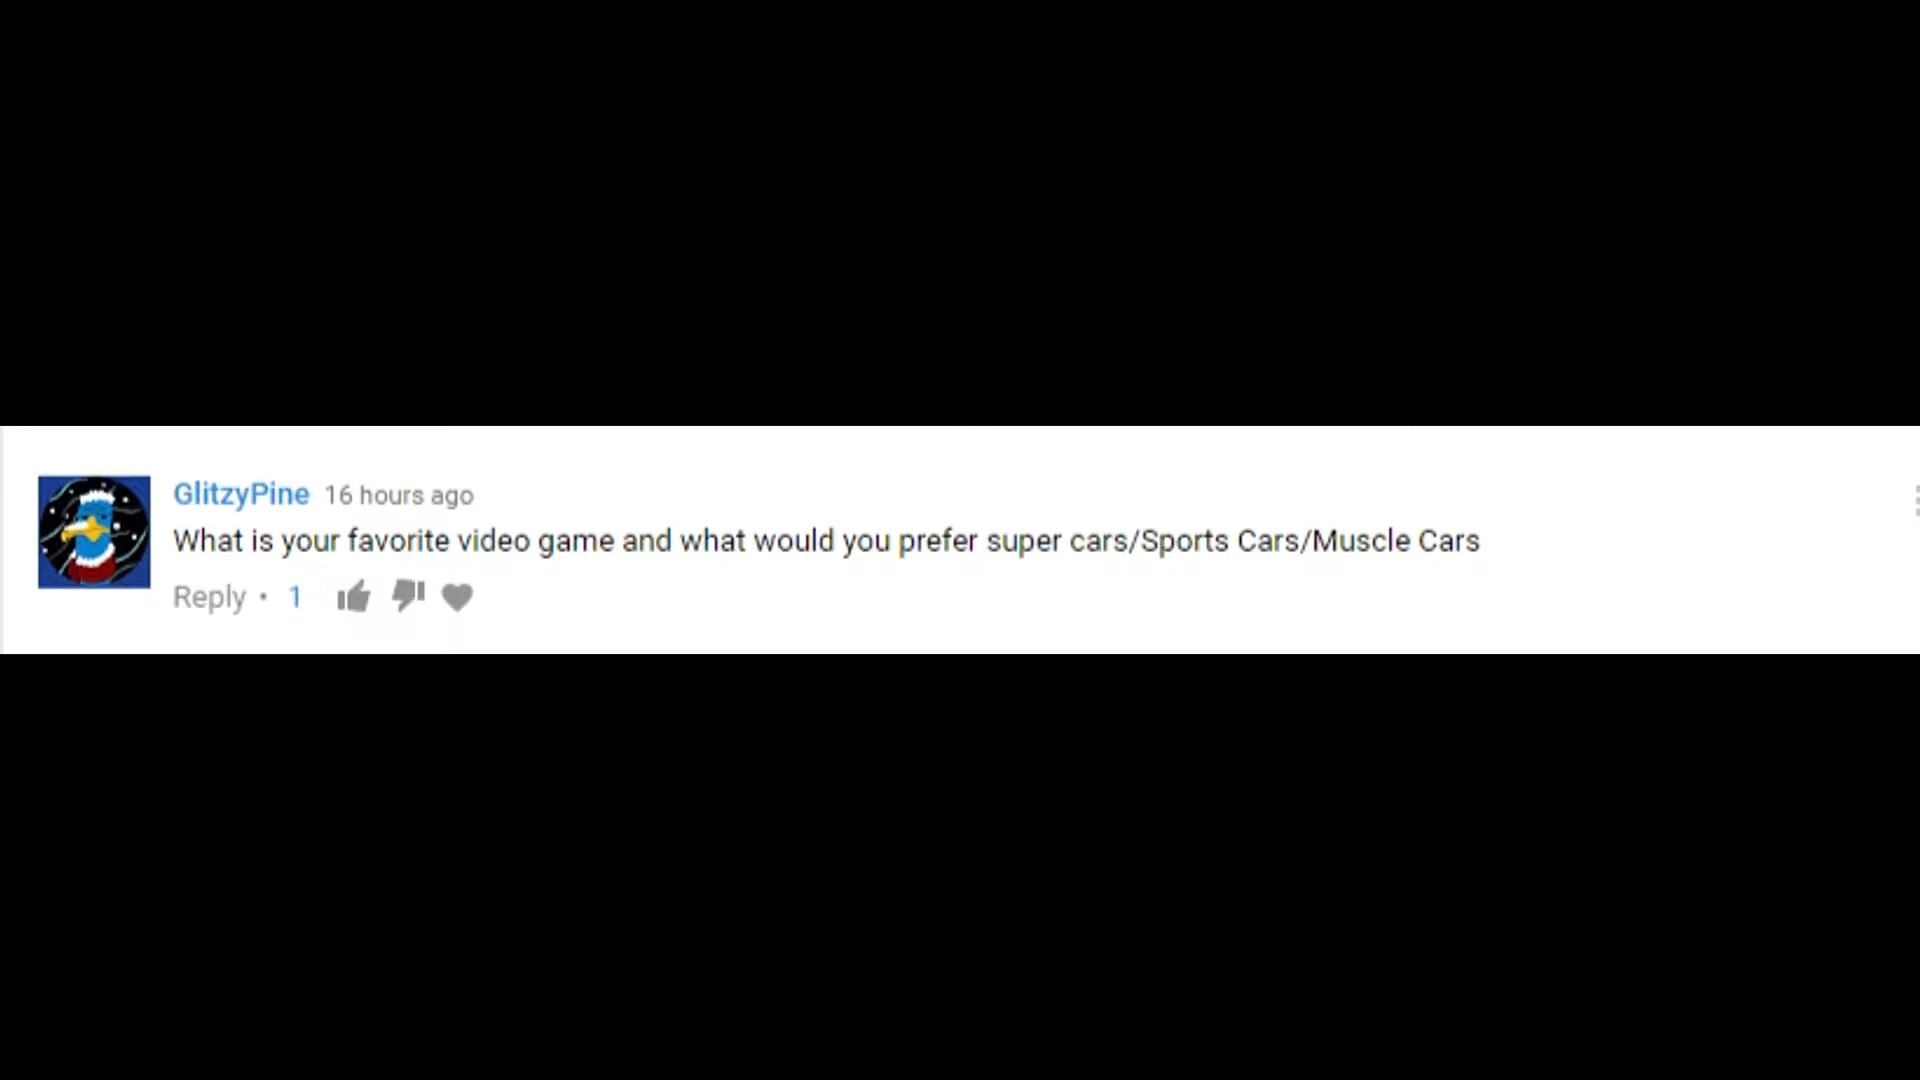 GlitzyPine 16 hours ago
What is your favorite video game and what would you prefer super cars/Sports Cars/Muscle Cars
Reply • 1